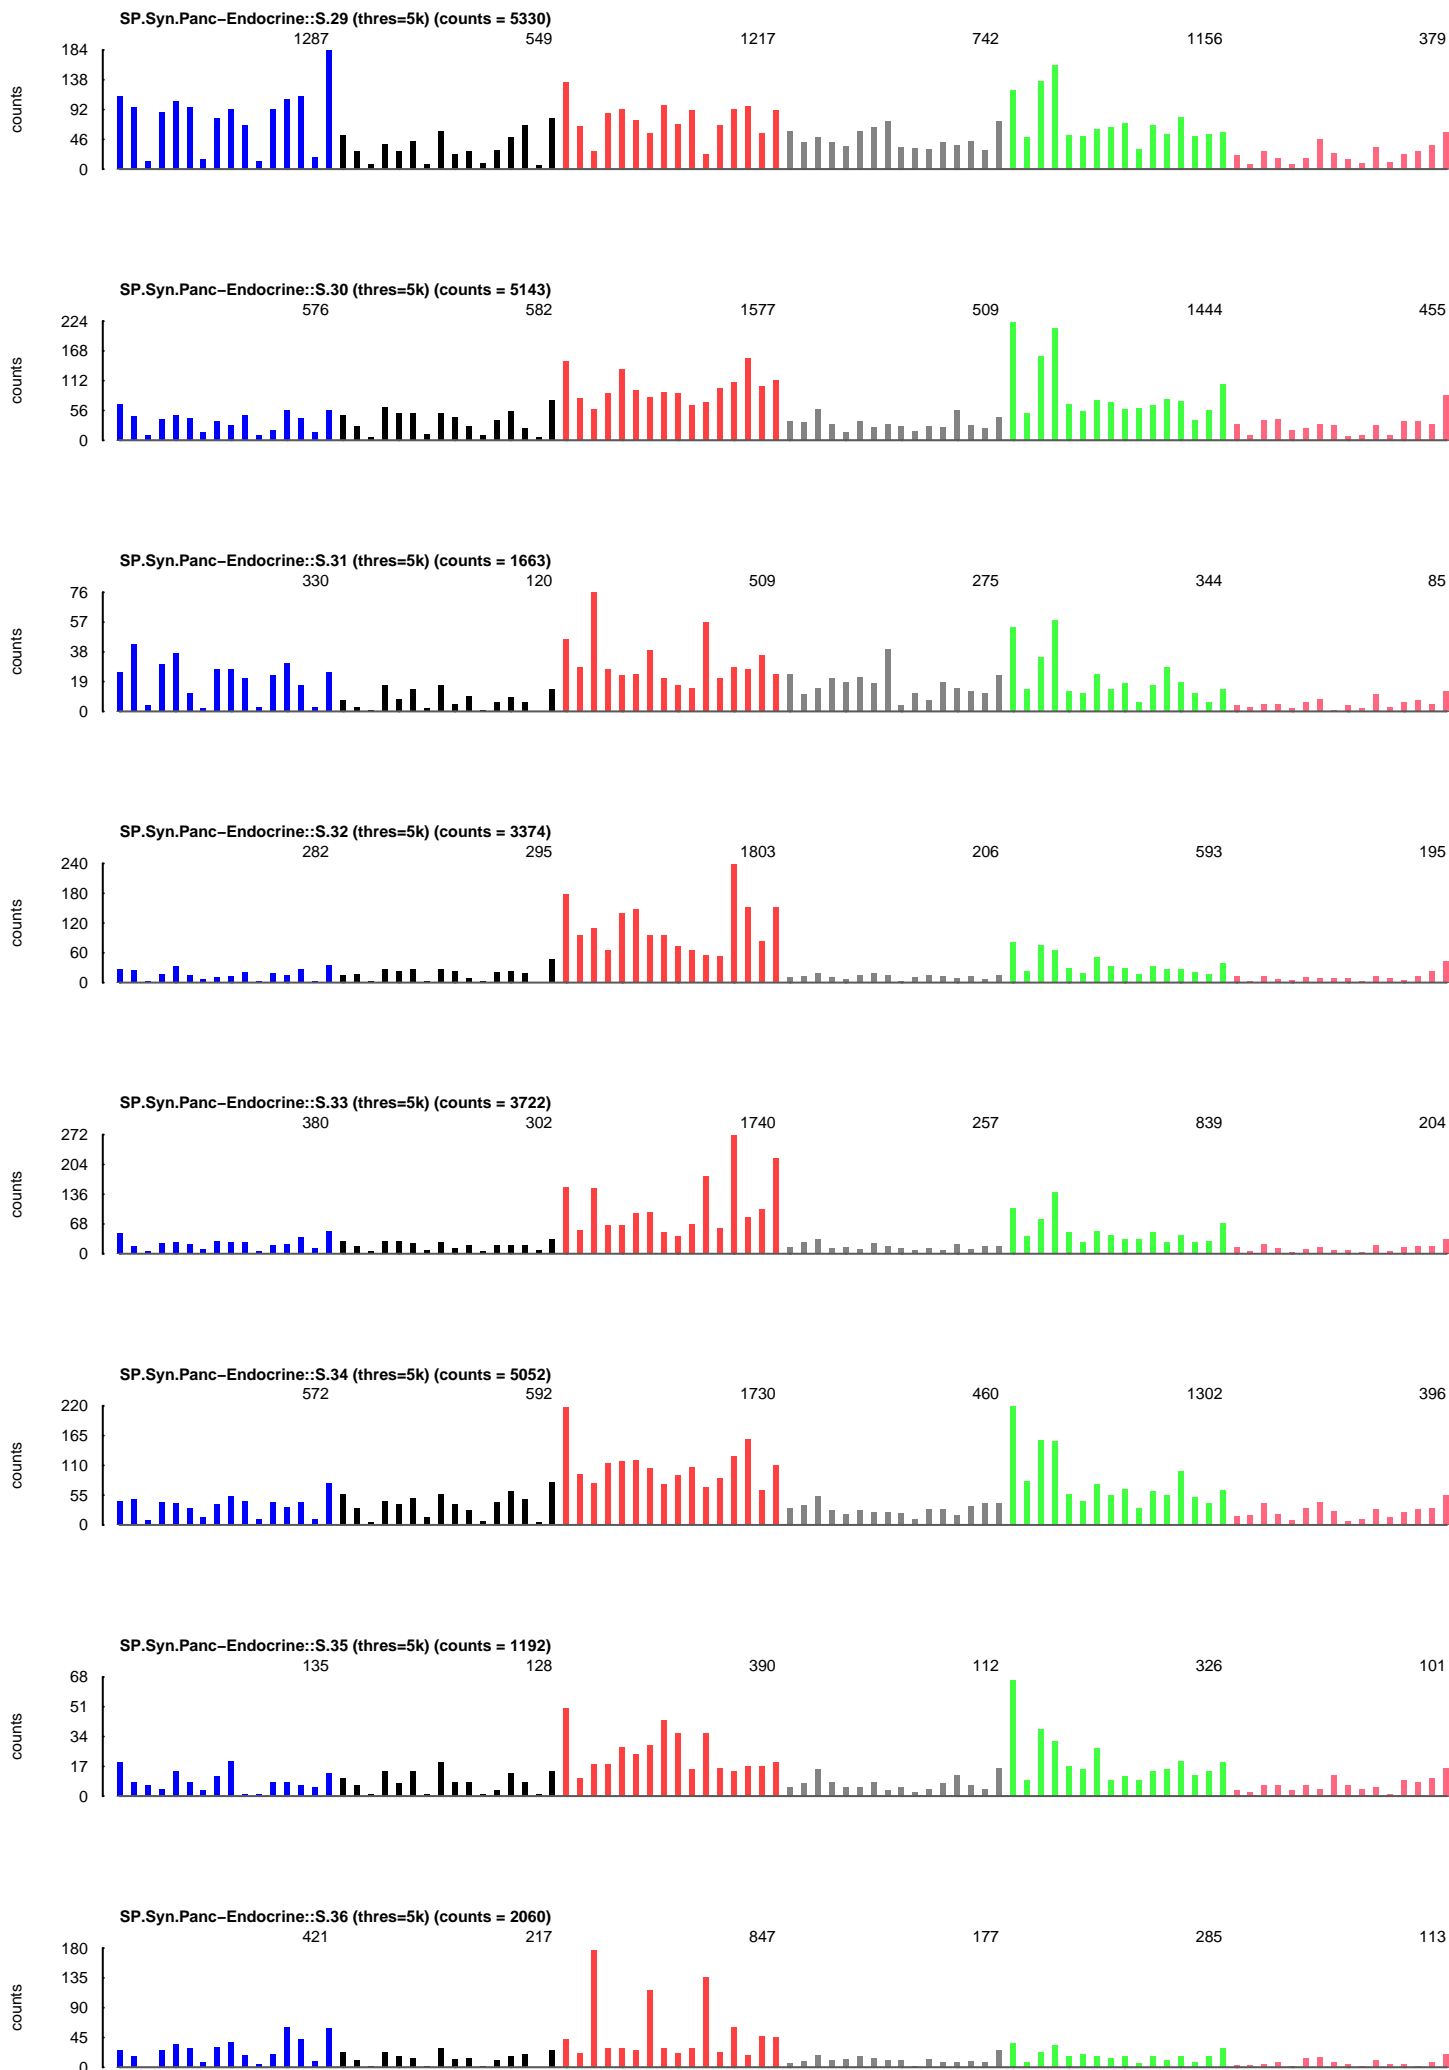 SP.Syn.Panc−Endocrine::S.29 (thres=5k) (counts = 5330)
1287 549 1217 742 1156 379
184
138
92
46
0
counts
SP.Syn.Panc−Endocrine::S.30 (thres=5k) (counts = 5143)
576 582 1577 509 1444 455
224
168
112
56
0
counts
SP.Syn.Panc−Endocrine::S.31 (thres=5k) (counts = 1663)
330 120 509 275 344 85
76
57
38
19
0
counts
SP.Syn.Panc−Endocrine::S.32 (thres=5k) (counts = 3374)
282 295 1803 206 593 195
240
180
120
60
0
counts
SP.Syn.Panc−Endocrine::S.33 (thres=5k) (counts = 3722)
380 302 1740 257 839 204
272
204
136
68
0
counts
SP.Syn.Panc−Endocrine::S.34 (thres=5k) (counts = 5052)
572 592 1730 460 1302 396
220
165
110
55
0
counts
SP.Syn.Panc−Endocrine::S.35 (thres=5k) (counts = 1192)
135 128 390 112 326 101
68
51
34
17
0
counts
SP.Syn.Panc−Endocrine::S.36 (thres=5k) (counts = 2060)
421 217 847 177 285 113
180
135
90
45
0
counts